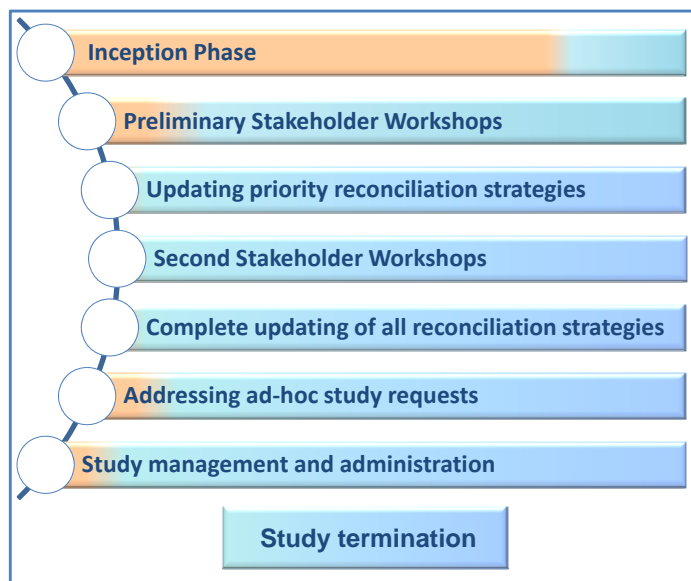 Inception Phase
Preliminary Stakeholder Workshops
Updating priority reconciliation strategies
Second Stakeholder Workshops
Complete updating of all reconciliation strategies
Addressing ad-hoc study requests
Study management and administration
Study termination